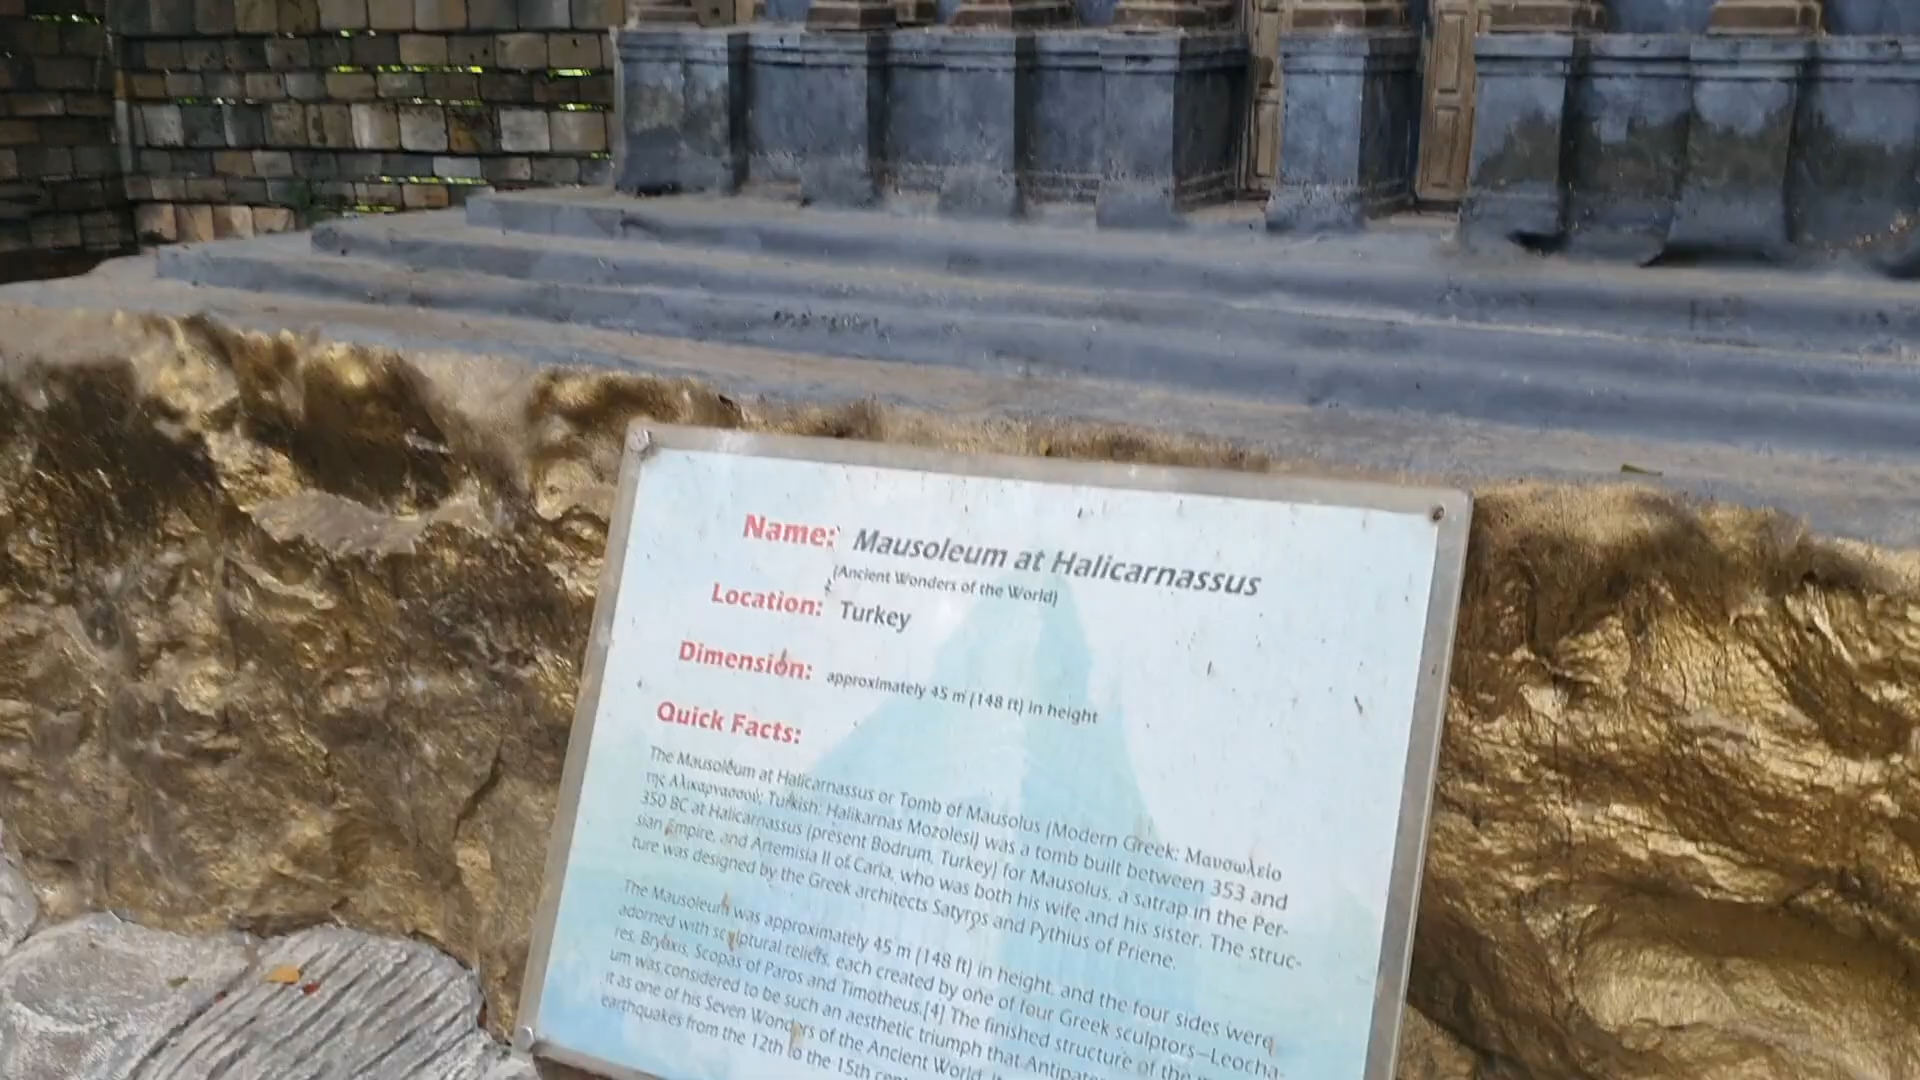 Name: Mausoleum at Halicarnassus
(Ancient Wonders of the World)
Location: Turkey
Dimension: approximately 45 m (148 ft) in height
Quick Facts:
The Mausoleum at Halicarnassus or Tomb of Mausolus (Modern Greek: Μαυσωλείο
της Αλικαρνασσού; Turkish: Halikarnas Mozolesi) was a tomb built between 353 and
350 BC at Halicarnassus (present Bodrum, Turkey) for Mausolus, a satrap in the Per-
sian Empire, and Artemisia II of Caria, who was both his wife and his sister. The struc-
ture was designed by the Greek architects Satyros and Pythius of Priene.
The Mausoleum was approximately 45 m (148 ft) in height, and the four sides were
adorned with sculptural reliefs, each created by one of four Greek sculptors—Leocha-
res, Bryaxis, Scopas of Paros and Timotheus.[4] The finished structure of the
um was considered to be such an aesthetic triumph that Antipater
it as one of his Seven Wonders of the Ancient World.
earthquakes from the 12th to the 15th